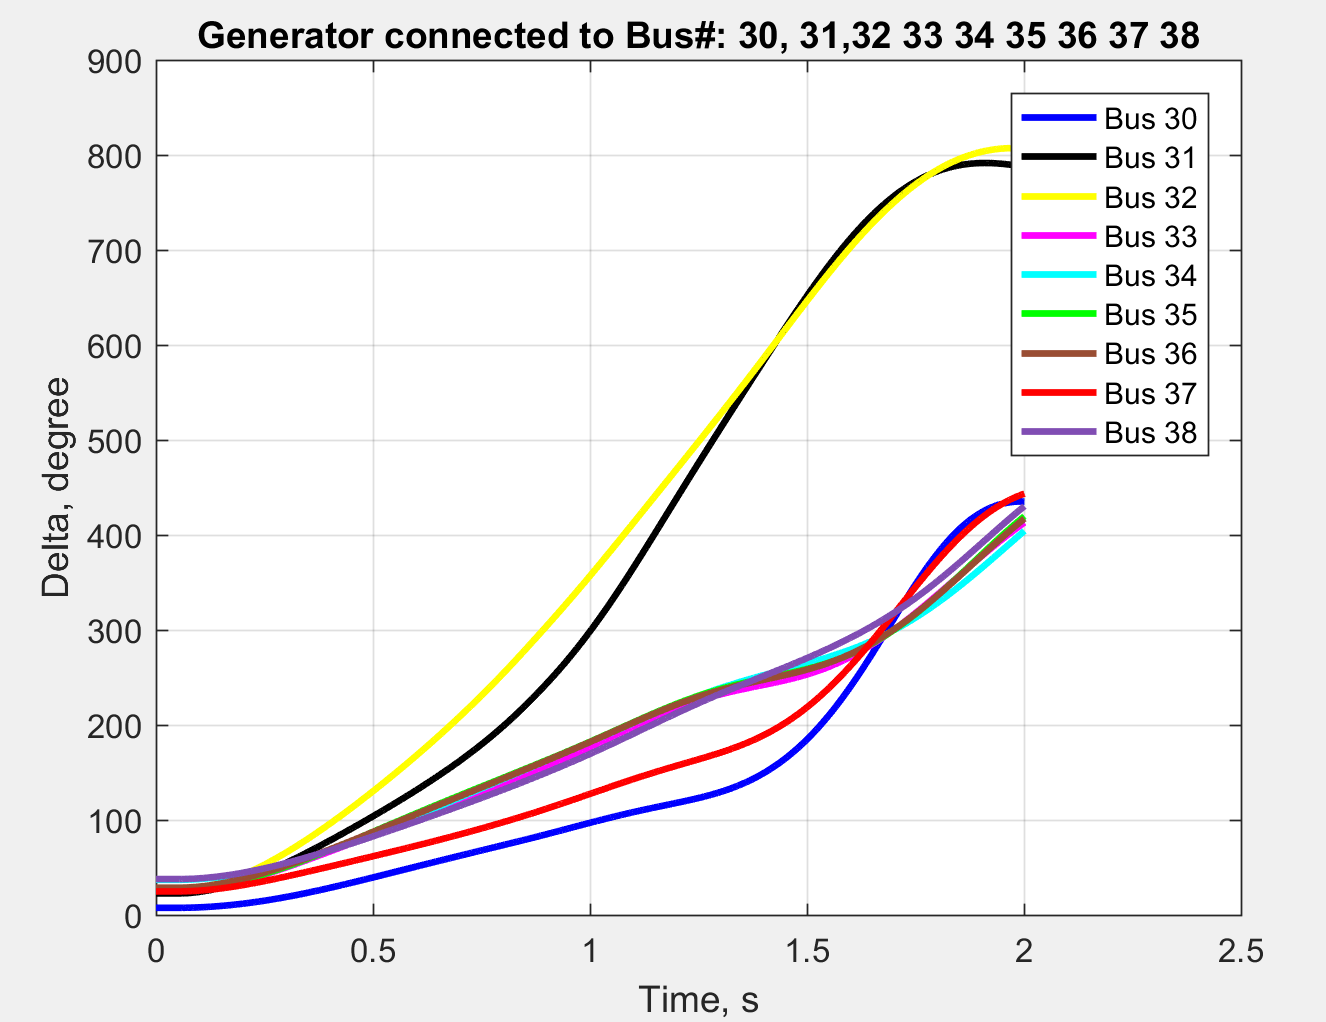 Generator connected to Bus#: 30, 31,32 33 34 35 36 37 38
900
800
700
600
500
400
300
200
100
0
Delta, degree
Bus 30
Bus 31
Bus 32
Bus 33
Bus 34
Bus 35
Bus 36
Bus 37
Bus 38
0 0.5 1 1.5 2 2.5
Time, s